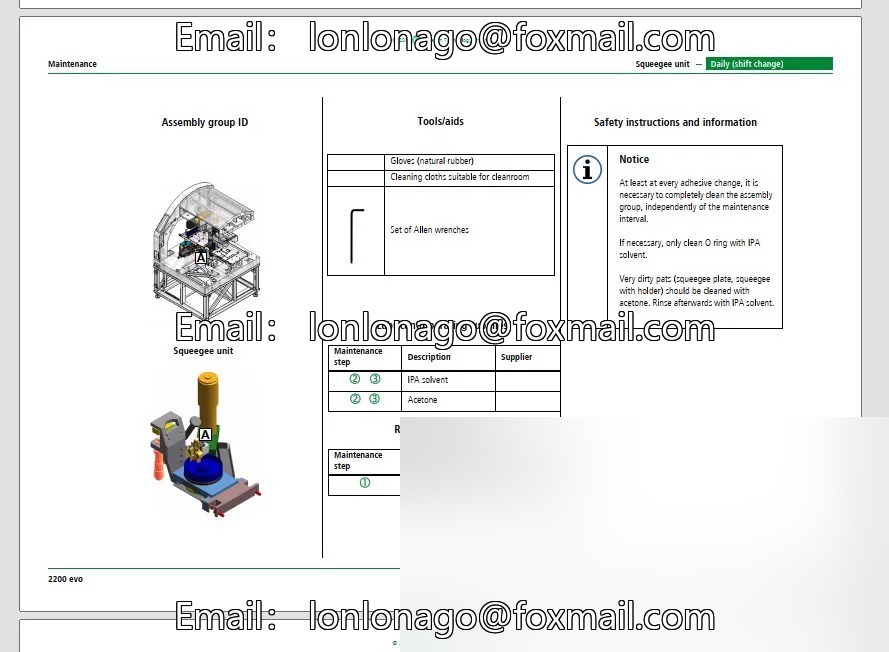 Email： lonlonago@foxmail.com
Maintenance
Squeegee unit — Daily (shift change)
Assembly group ID
A
Squeegee unit
A
Tools/aids
Gloves (natural rubber)
Cleaning cloths suitable for cleanroom
Set of Allen wrenches
Email： lonlonago@foxmail.com
Maintenance step Description Supplier
② ③ IPA solvent
② ③ Acetone
Maintenance
step
①
Safety instructions and information
Notice
At least at every adhesive change, it is
necessary to completely clean the assembly
group, independently of the maintenance
interval.
If necessary, only clean O ring with IPA
solvent.
Very dirty pats (squeegee plate, squeegee
with holder) should be cleaned with
acetone. Rinse afterwards with IPA solvent.
2200 evo
Email： lonlonago@foxmail.com